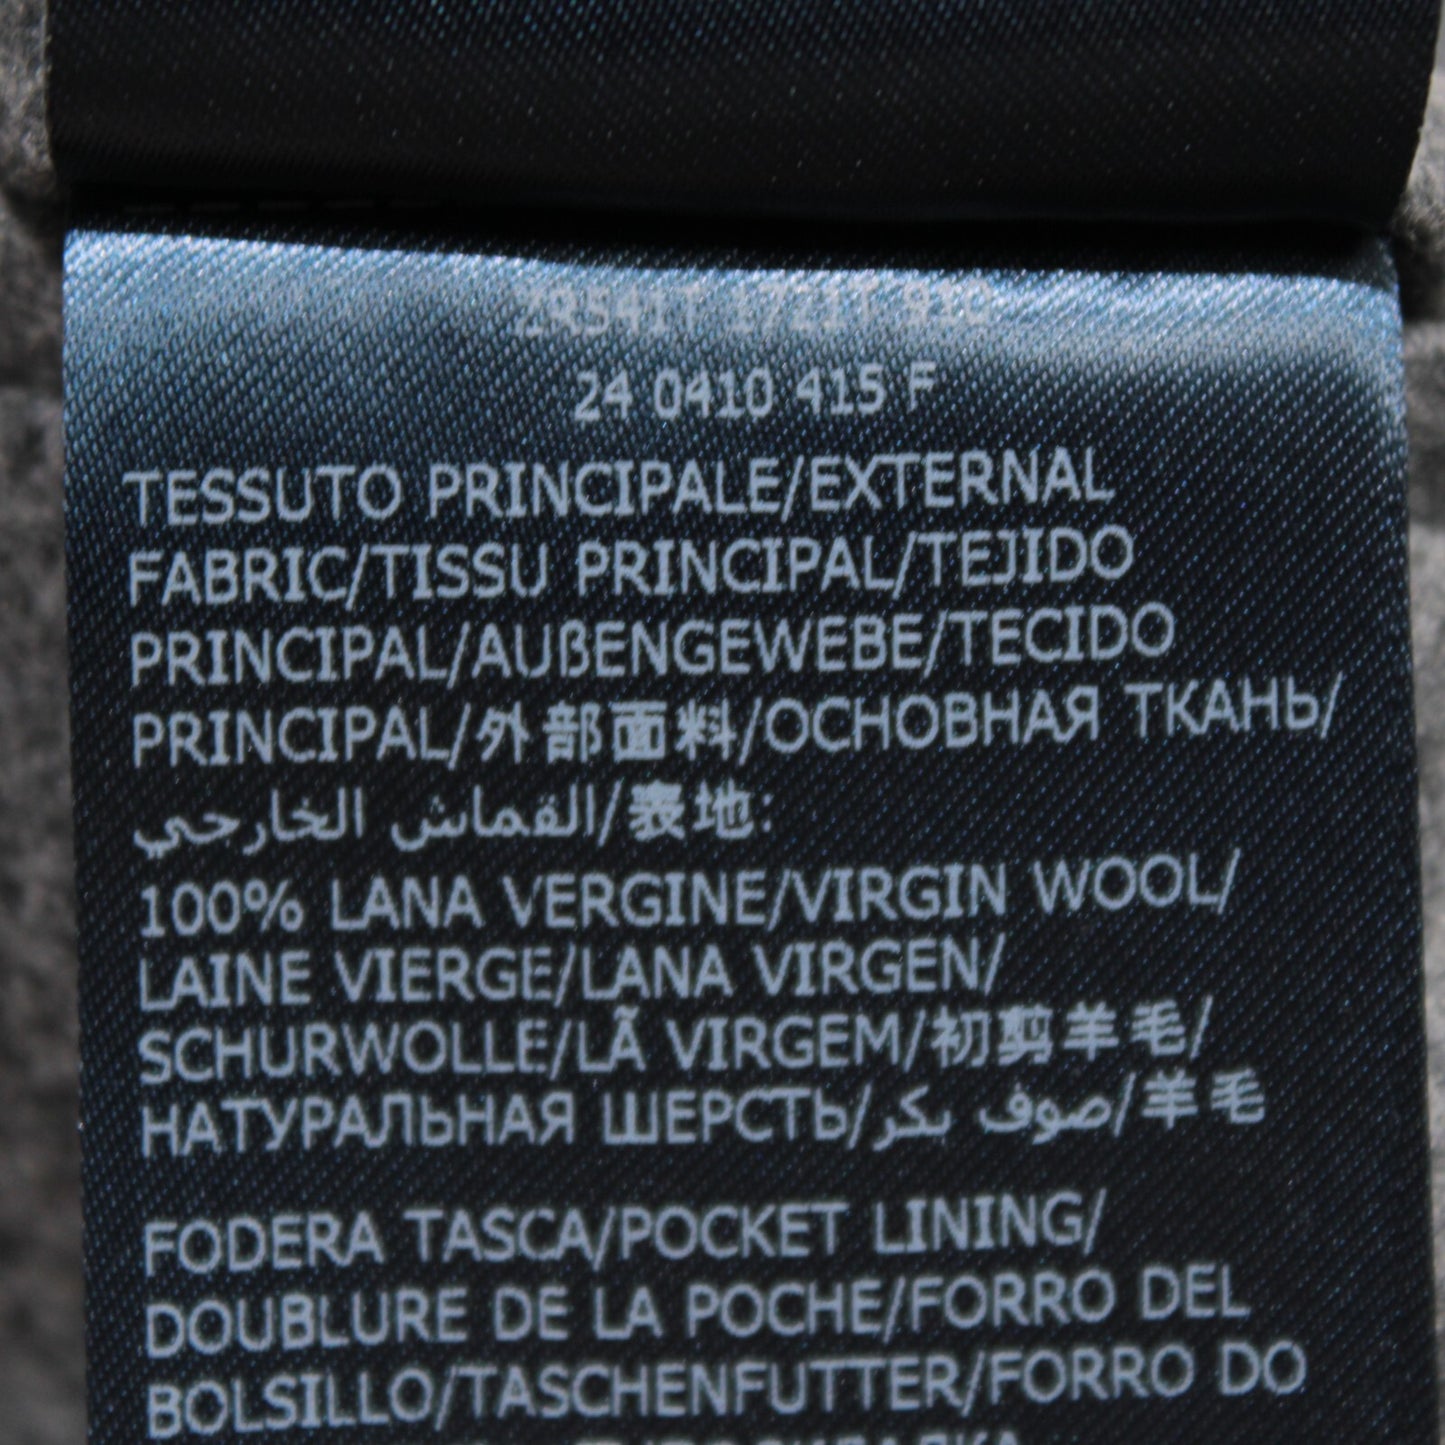 24 0410 415 F
TESSUTO PRINCIPALE/EXTERNAL
FABRIC/TISSU PRINCIPAL/TEJIDO
PRINCIPAL/AUßENGEWEBE/TECIDO
PRINCIPAL/外部面料/ОСНОВНАЯ ТКАНЬ/
القماش الخارجي/表地:
100% LANA VERGINE/VIRGIN WOOL/
LAINE VIERGE/LANA VIRGEN/
SCHURWOLLE/LÃ VIRGEM/初剪羊毛/
НАТУРАЛЬНАЯ ШЕРСТЬ/صوف بكر/羊毛
FODERA TASCA/POCKET LINING/
DOUBLURE DE LA POCHE/FORRO DEL
BOLSILLO/TASCHENFUTTER/FORRO DO